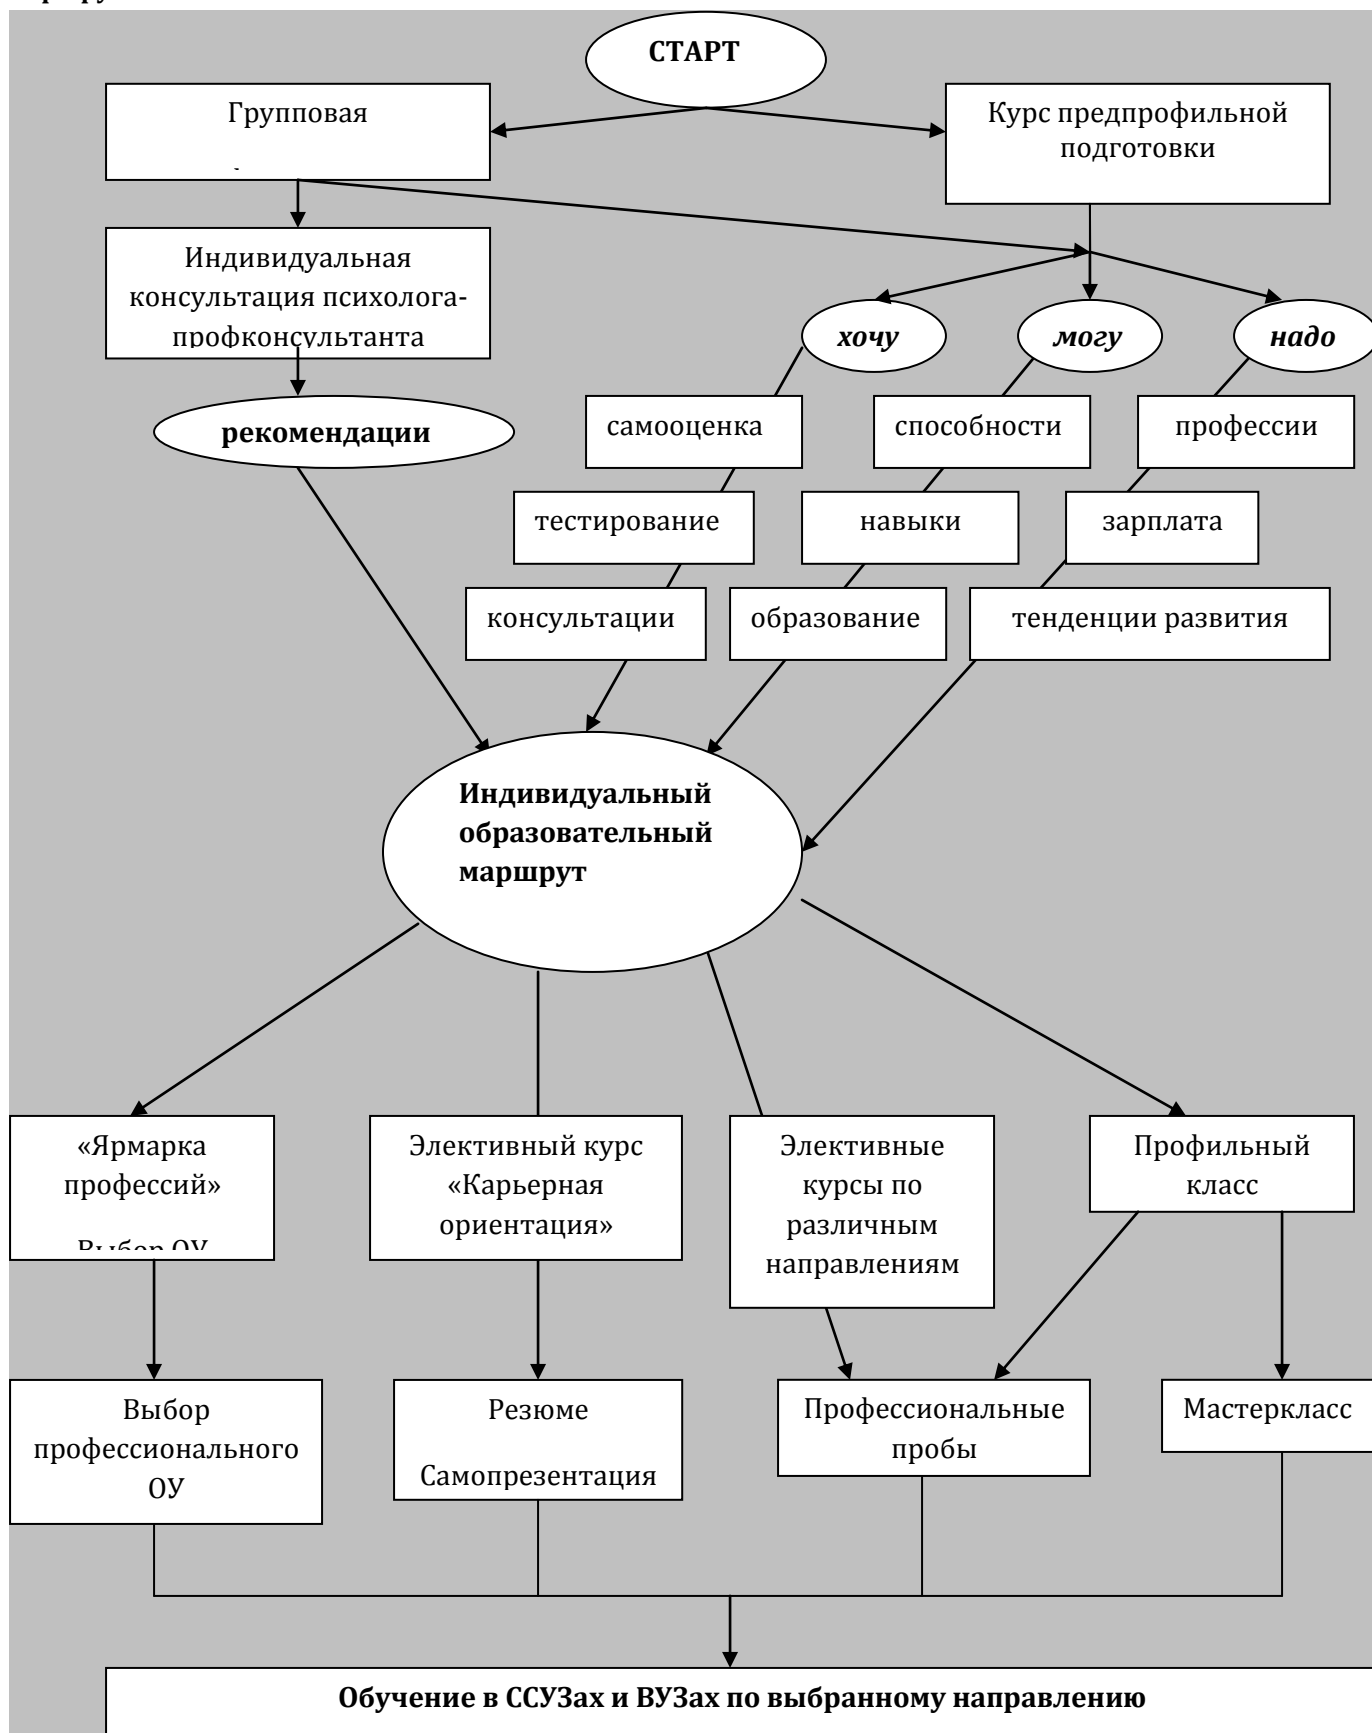 СТАРТ
Групповая
Курс предпрофильной
подготовки
Индивидуальная
консультация психолога-
профконсультанта
хочу
могу
надо
рекомендации
самооценка
способности
профессии
тестирование
навыки
зарплата
консультации
образование
тенденции развития
Индивидуальный
образовательный
маршрут
«Ярмарка
профессий»
Выбор ОУ
Элективный курс
«Карьерная
ориентация»
Элективные
курсы по
различным
направлениям
Профильный
класс
Выбор
профессионального
ОУ
Резюме
Самопрезентация
Профессиональные
пробы
Мастеркласс
Обучение в ССУЗах и ВУЗах по выбранному направлению